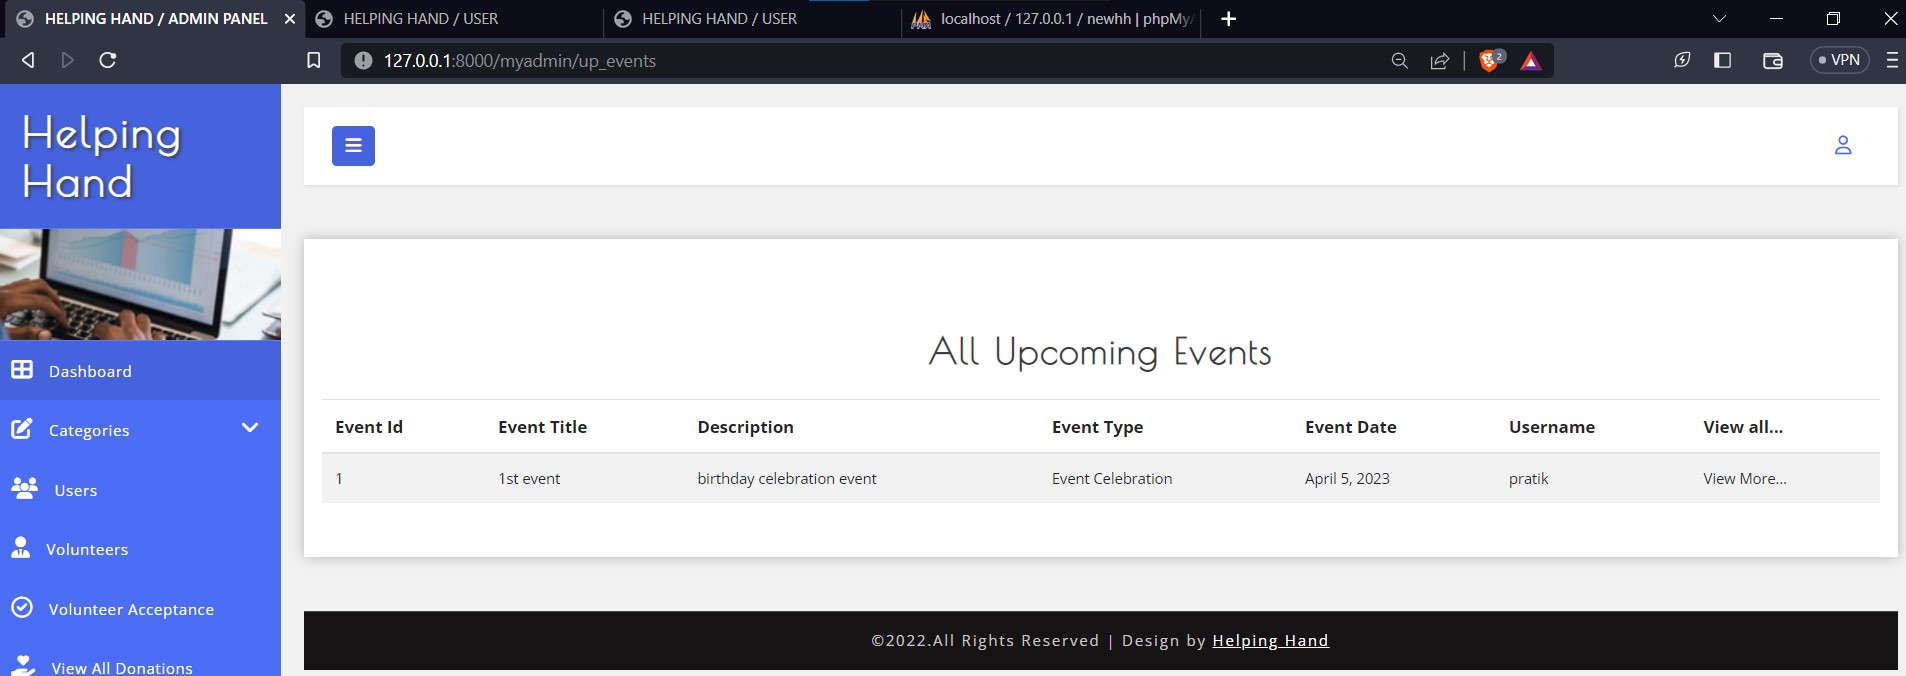 HELPING HAND / ADMIN PANEL
HELPING HAND / USER
HELPING HAND / USER
localhost / 127.0.0.1 / newhh | phpMyA
127.0.0.1:8000/myadmin/up_events
2
VPN
Helping
Hand
Dashboard
Categories
Users
Volunteers
Volunteer Acceptance
View All Donations
All Upcoming Events
Event Id Event Title Description Event Type Event Date Username View all...
1 1st event birthday celebration event Event Celebration April 5, 2023 pratik View More...
©2022.All Rights Reserved | Design by Helping Hand